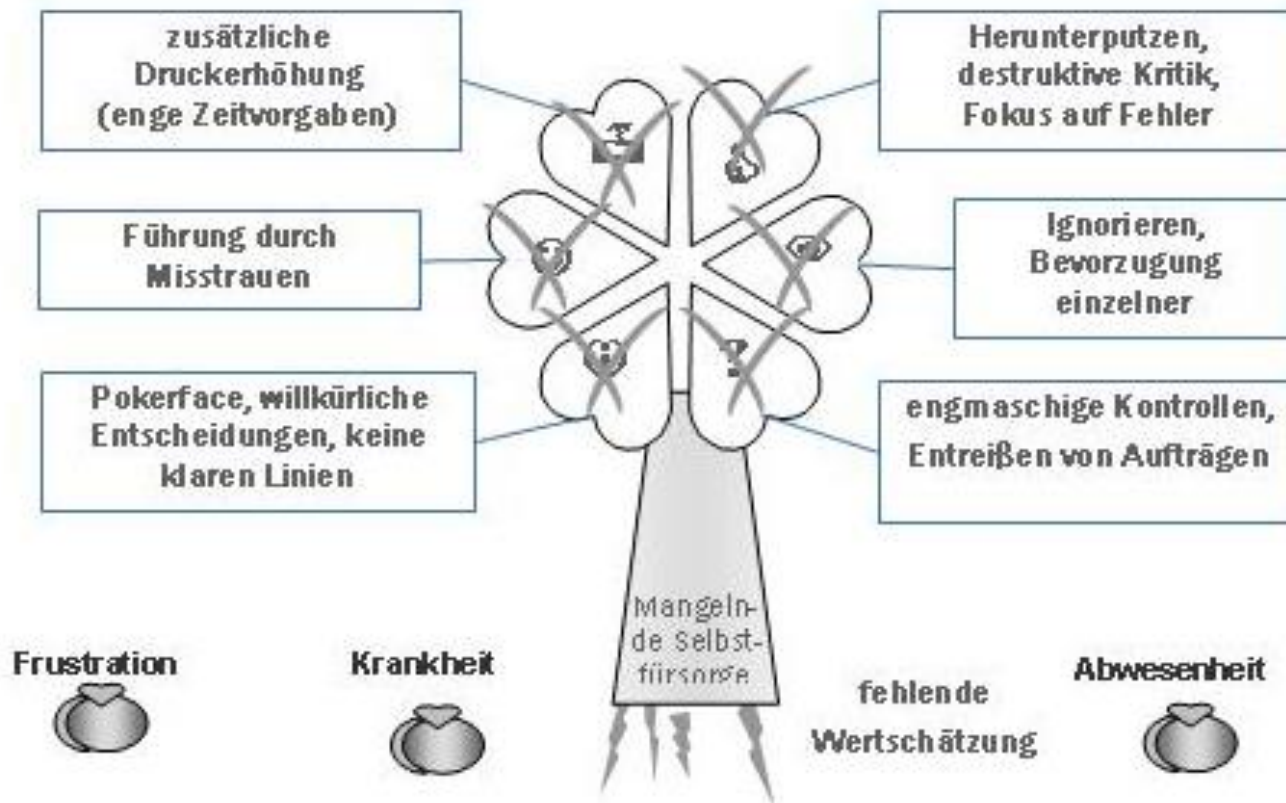 zusätzliche
Druckerhöhung
(enge Zeitvorgaben)
Herunterputzen,
destruktive Kritik,
Fokus auf Fehler
Führung durch
Misstrauen
Ignorieren,
Bevorzugung
einzelner
Pokerface, willkürliche
Entscheidungen, keine
klaren Linien
engmaschige Kontrollen,
Entreißen von Aufträgen
Mangeln-
de Selbst-
fürsorge
Frustration
Krankheit
fehlende
Wertschätzung
Abwesenheit